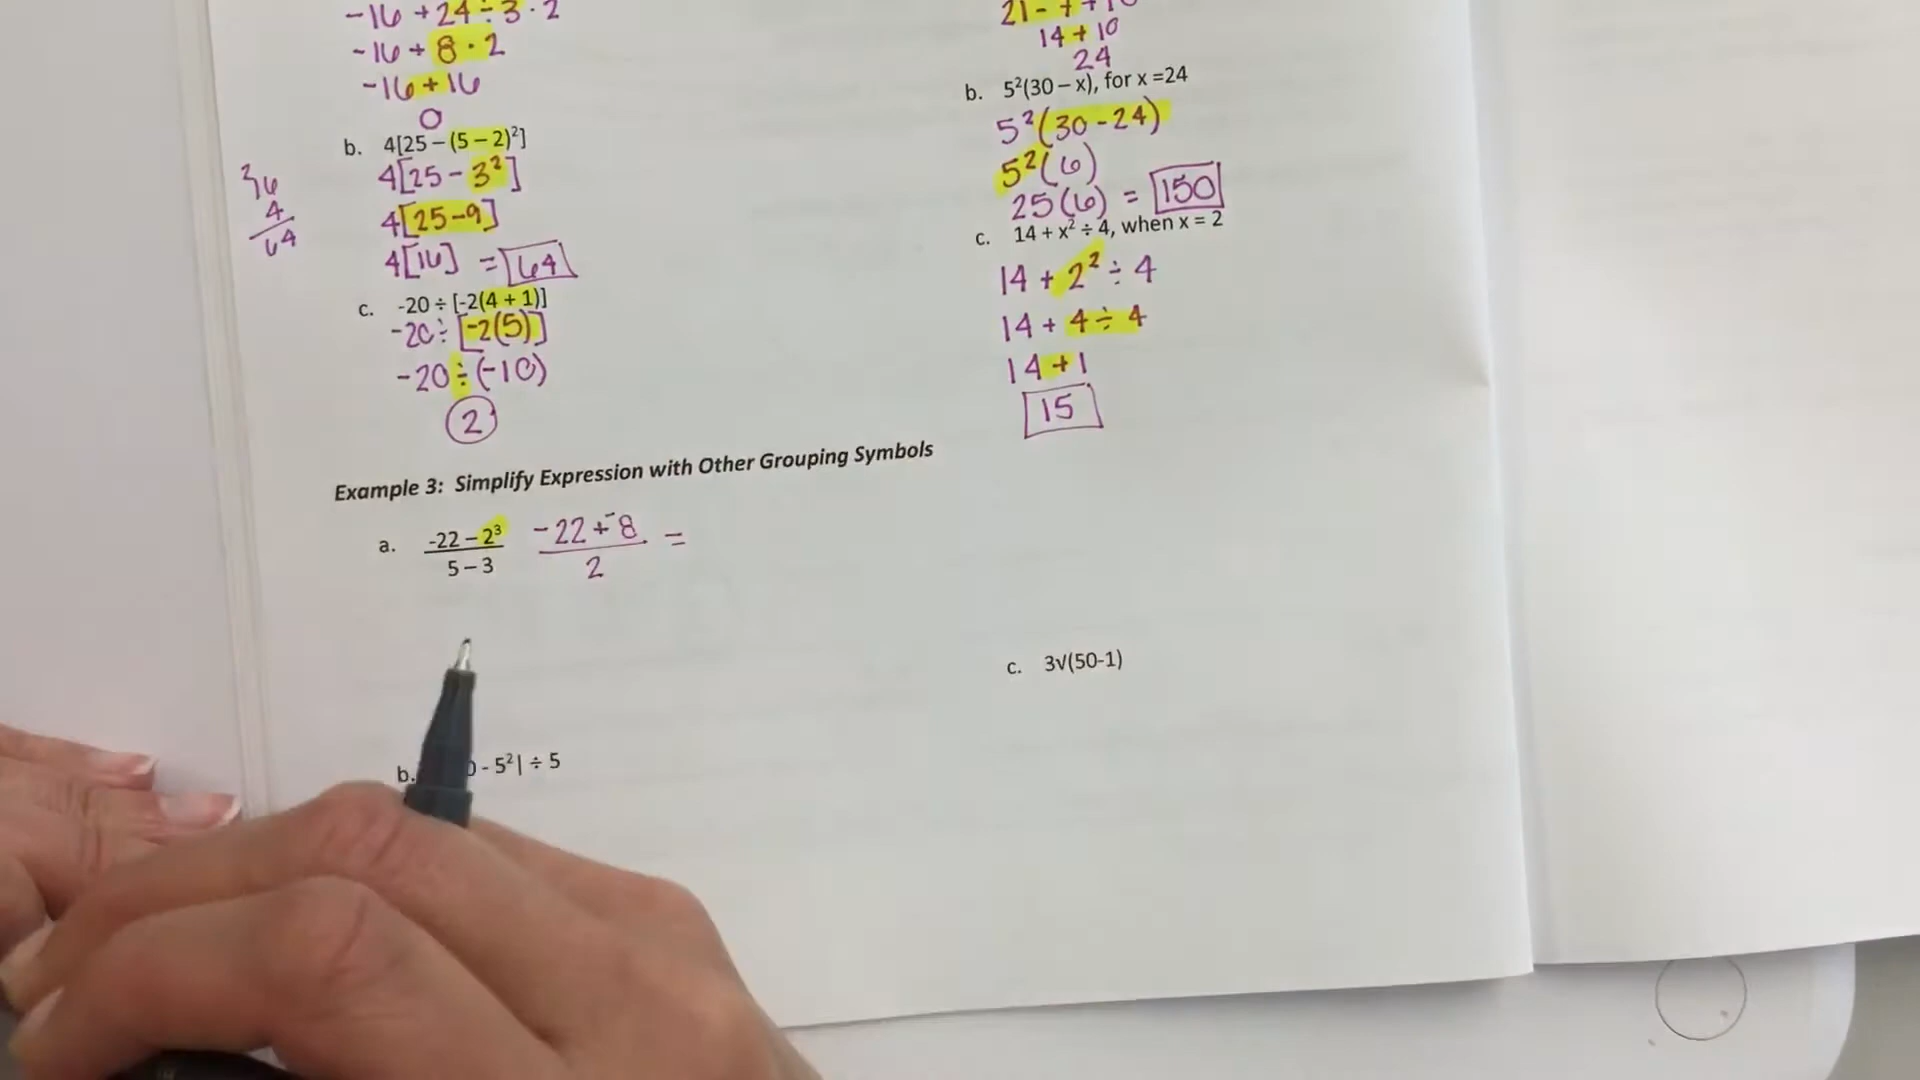 -16 + 24 ÷ 3 · 2
-16 + 8 · 2
-16 + 16
0
b. 4[25 – (5 – 2)²]
4[25 - 3²]
4[25-9]
4[16] = 64
²16
4
64
c. -20 ÷ [-2(4 + 1)]
-20 ÷ [-2(5)]
-20 ÷ (-10)
2
21 - 7 + 10
14 + 10
24
b. 5²(30 – x), for x =24
5²(30-24)
5²(6)
25(6) = 150
c. 14 + x² ÷ 4, when x = 2
14 + 2² ÷ 4
14 + 4 ÷ 4
14 + 1
15
Example 3: Simplify Expression with Other Grouping Symbols
a. -22 – 2³ -22 + -8 =
5 – 3 2
b. - 5²| ÷ 5
c. 3√(50-1)